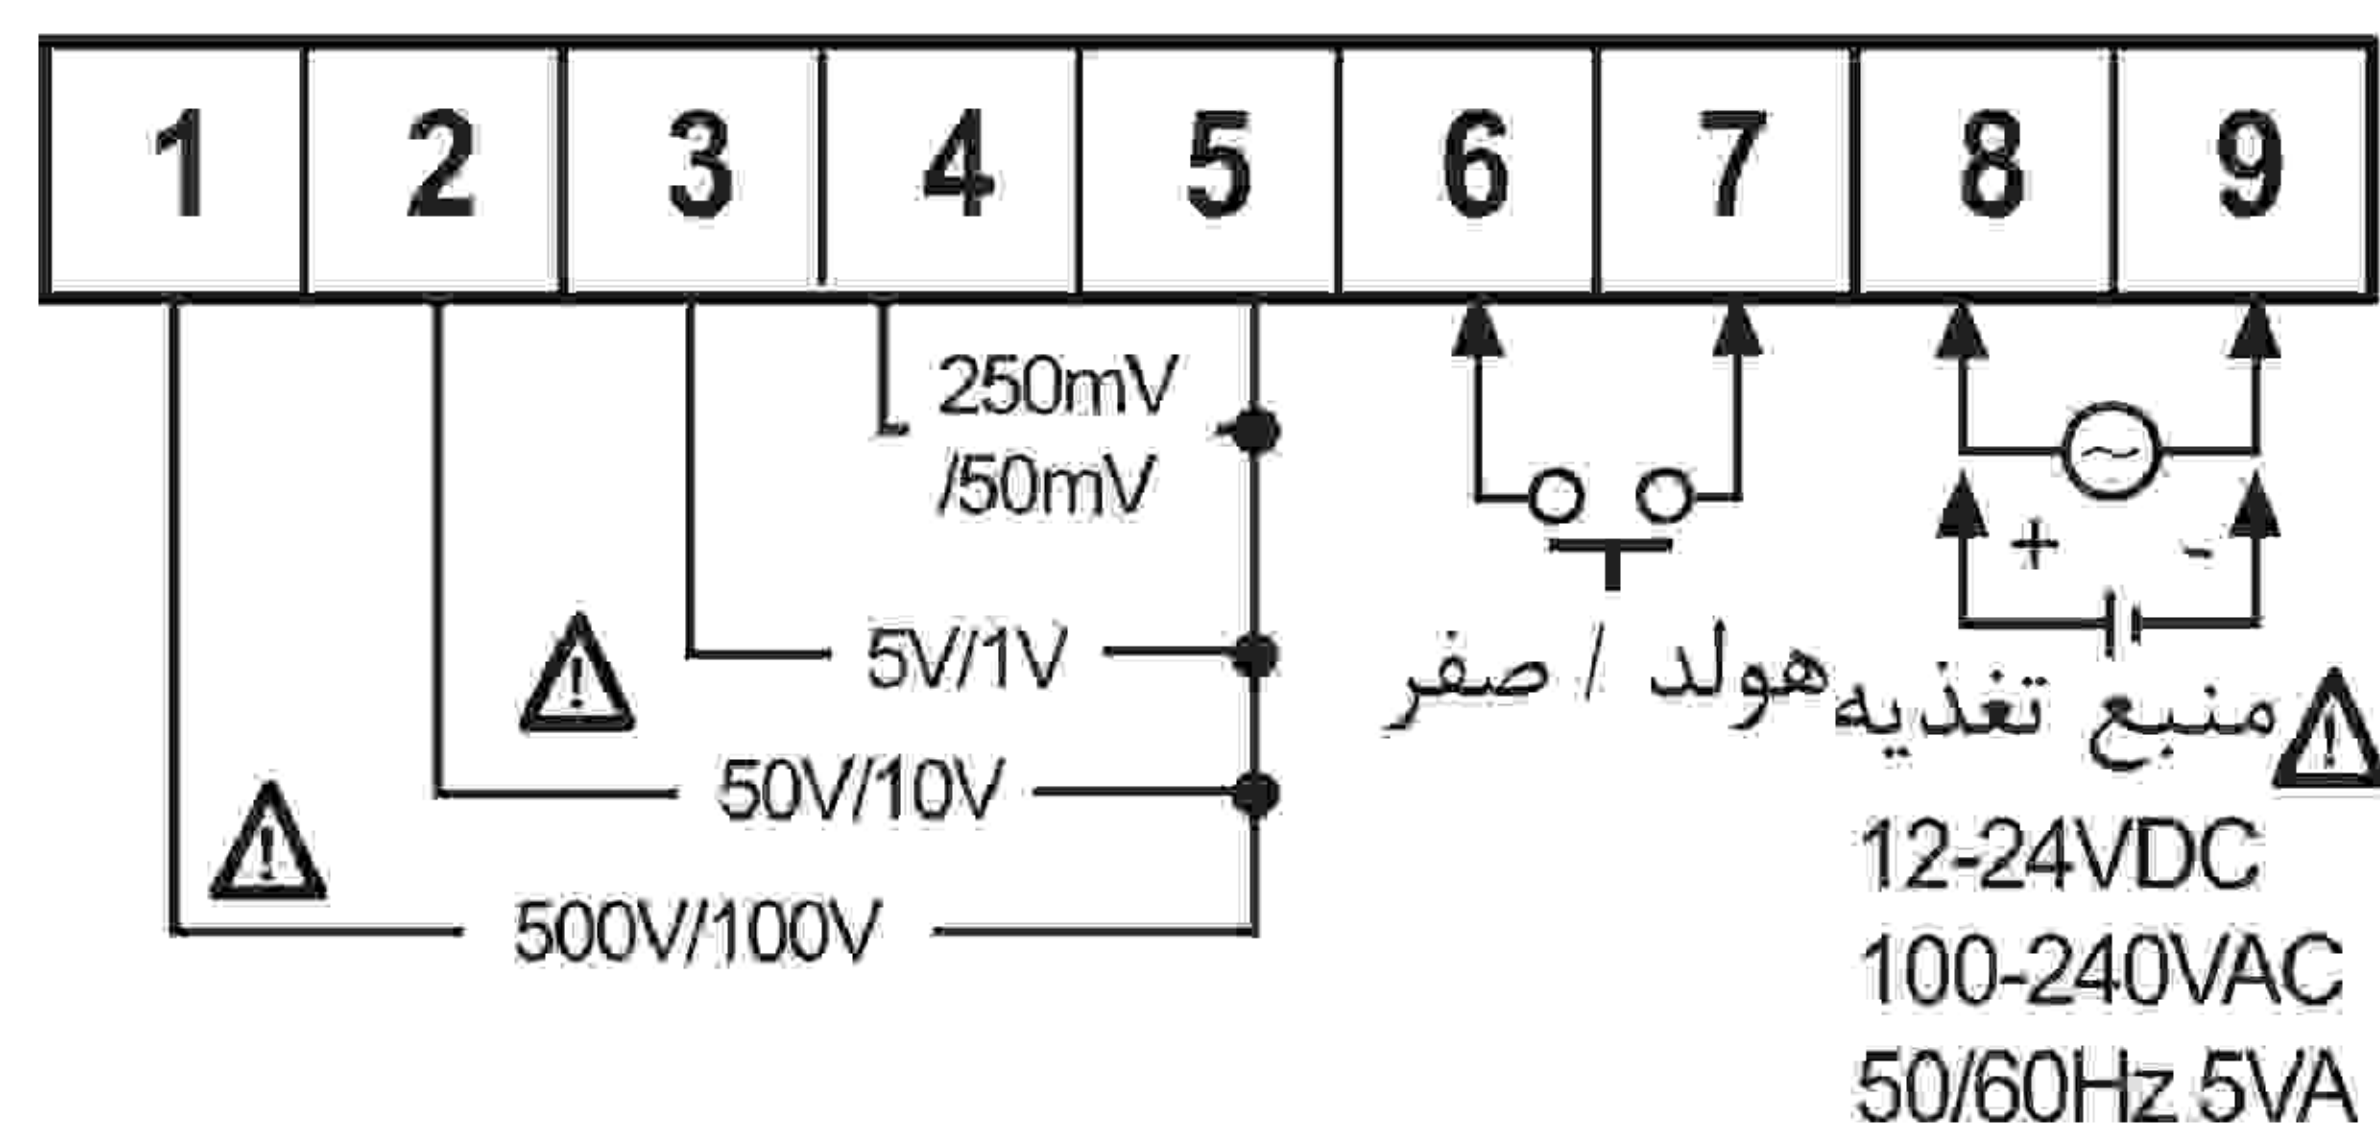 1 2 3 4 5 6 7 8 9
250mV
/50mV
5V/1V
50V/10V
500V/100V
+ -
هولد / صفر
منبع تغذیه
12-24VDC
100-240VAC
50/60Hz 5VA